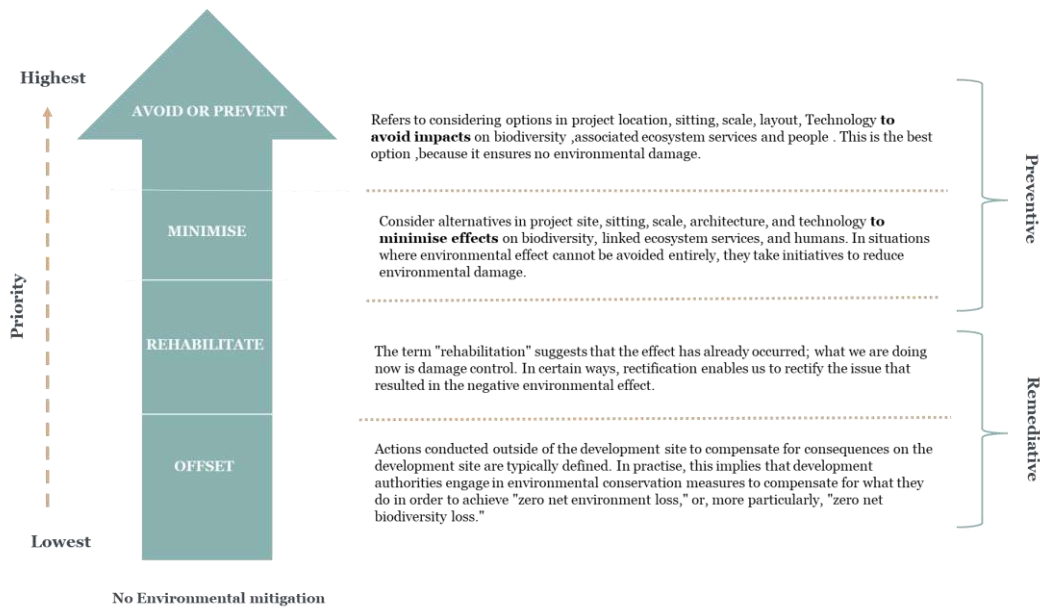 Highest
AVOID OR PREVENT
Refers to considering options in project location, sitting, scale, layout, Technology to
avoid impacts on biodiversity ,associated ecosystem services and people . This is the best
option ,because it ensures no environmental damage.
MINIMISE
Consider alternatives in project site, sitting, scale, architecture, and technology to
minimise effects on biodiversity, linked ecosystem services, and humans. In situations
where environmental effect cannot be avoided entirely, they take initiatives to reduce
environmental damage.
Preventive
Priority
REHABILITATE
The term "rehabilitation" suggests that the effect has already occurred; what we are doing
now is damage control. In certain ways, rectification enables us to rectify the issue that
resulted in the negative environmental effect.
OFFSET
Actions conducted outside of the development site to compensate for consequences on the
development site are typically defined. In practise, this implies that development
authorities engage in environmental conservation measures to compensate for what they
do in order to achieve "zero net environment loss," or, more particularly, "zero net
biodiversity loss."
Remediative
Lowest
No Environmental mitigation